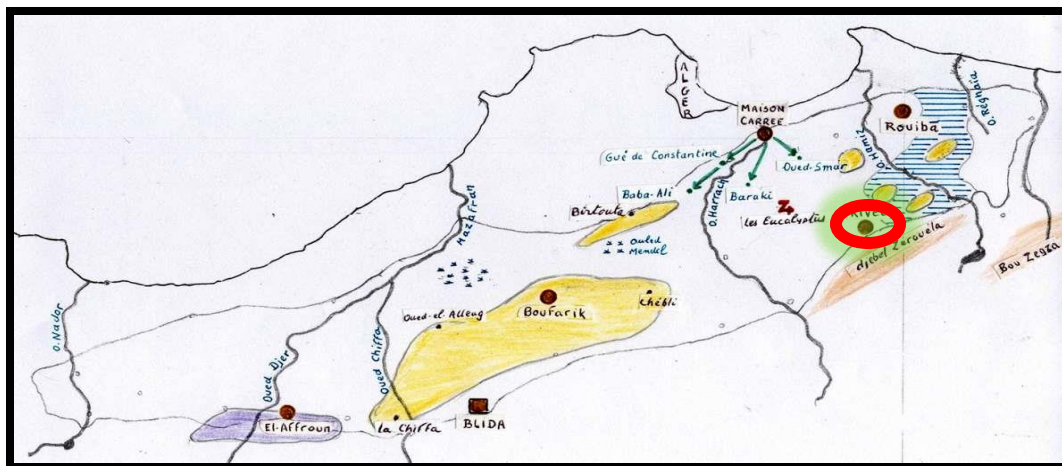 ALGER
MAISON
CARREE
O. Réghaïa
Rouiba
O. Hamiz
Gué de Constantine
Oued-Smar
Baba-Ali
Baraki
O. Harrach
Birtouta
Les Eucalyptus
Mazafran
Ouled
Mendil
djebel Zerouela
Bou Zegza
Chébli
Boufarik
Oued-el Alleug
O. Nador
Oued Djer
Oued Chiffa
El-Affroun
la Chiffa
BLIDA